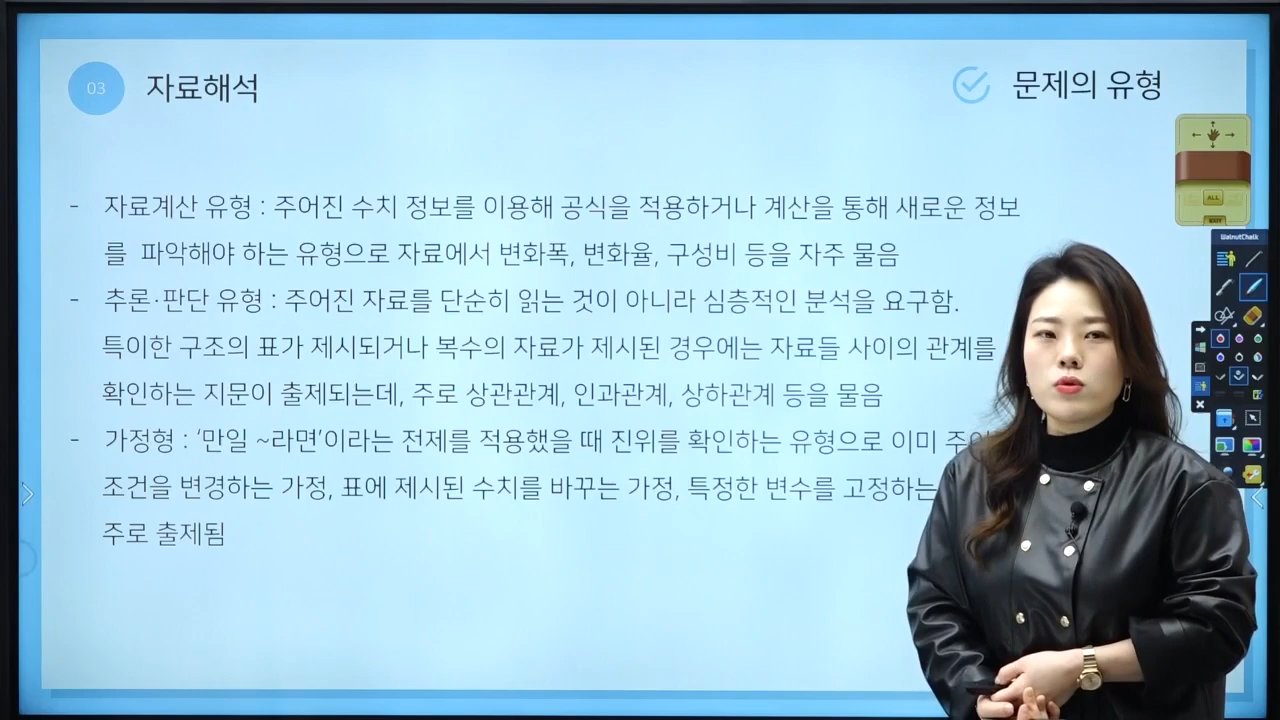 03 자료해석
문제의 유형
- 자료계산 유형 : 주어진 수치 정보를 이용해 공식을 적용하거나 계산을 통해 새로운 정보
를 파악해야 하는 유형으로 자료에서 변화폭, 변화율, 구성비 등을 자주 물음
- 추론·판단 유형 : 주어진 자료를 단순히 읽는 것이 아니라 심층적인 분석을 요구함.
특이한 구조의 표가 제시되거나 복수의 자료가 제시된 경우에는 자료들 사이의 관계를
확인하는 지문이 출제되는데, 주로 상관관계, 인과관계, 상하관계 등을 물음
- 가정형 : ‘만일 ~라면’이라는 전제를 적용했을 때 진위를 확인하는 유형으로 이미
조건을 변경하는 가정, 표에 제시된 수치를 바꾸는 가정, 특정한 변수를 고정하는
주로 출제됨
ALL
EXIT
WalnutChalk